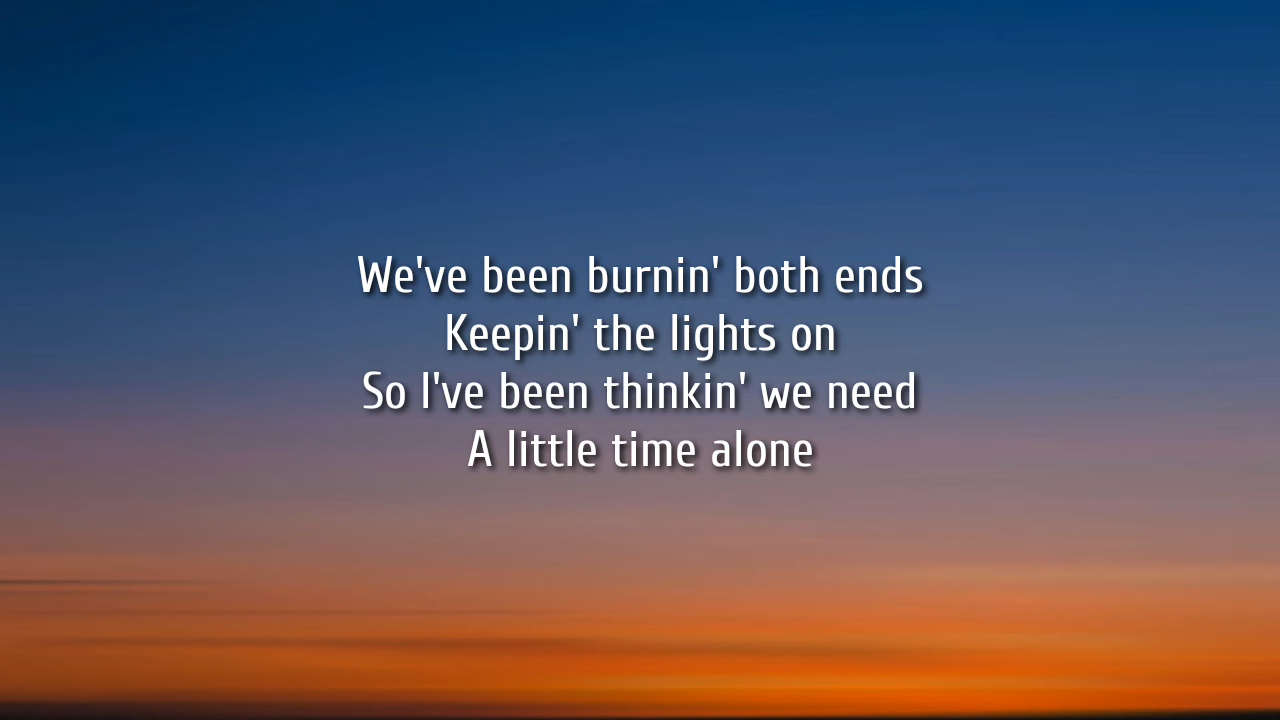 We've been burnin' both ends
Keepin' the lights on
So I've been thinkin' we need
A little time alone